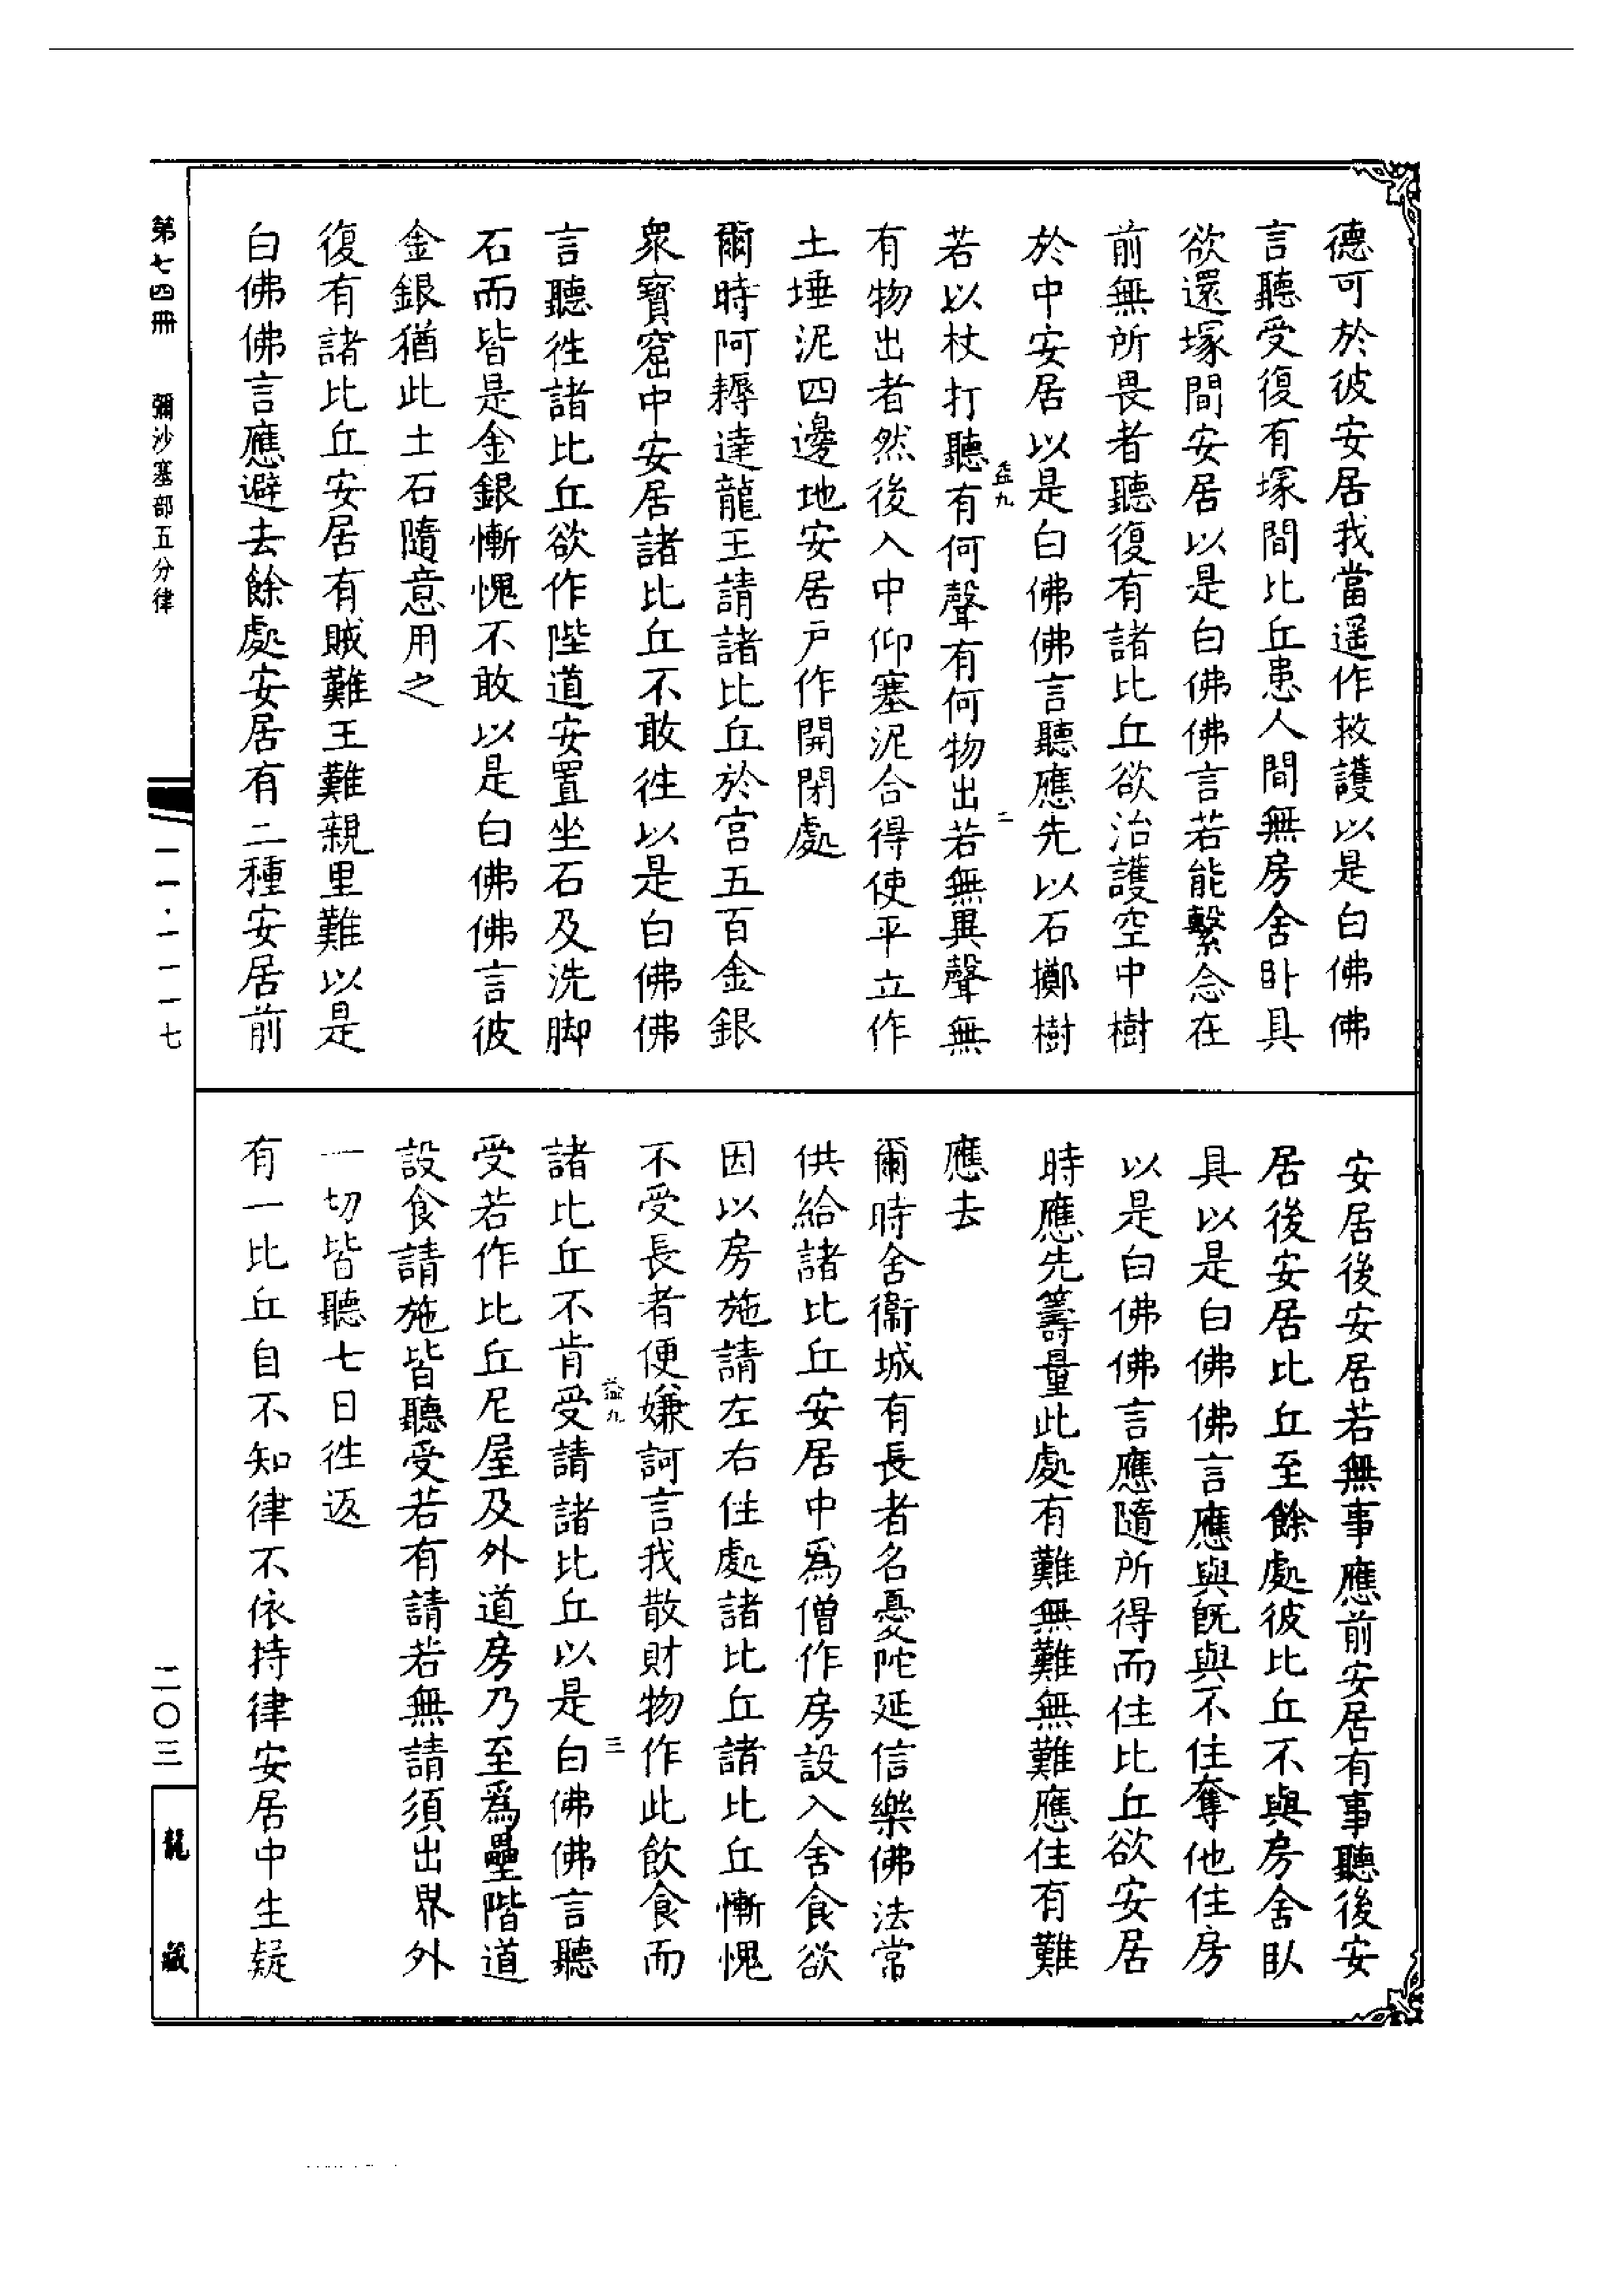 德可於彼安居我當遥作救護以是白佛佛
言聽受復有塚間比丘患人間無房舍卧具
欲還塚間安居以是白佛佛言若能繫念在
前無所畏者聽復有諸比丘欲治護空中樹
於中安居以是白佛佛言聽應先以石擲樹
益九
二
若以杖打聽有何聲有何物出若無異聲無
有物出者然後入中仰塞泥合得使平立作
土埵泥四邊地安居戸作開閉處
爾時阿耨達龍王請諸比丘於宫五百金銀
衆寳窟中安居諸比丘不敢徃以是白佛佛
言聽徃諸比丘欲作陛道安置坐石及洗脚
石而皆是金銀慚愧不敢以是白佛佛言彼
金銀猶此土石隨意用之
復有諸比丘安居有賊難王難親里難以是
白佛佛言應避去餘處安居有二種安居前
安居後安居若無事應前安居有事聽後安
居後安居比丘至餘處彼比丘不與房舍臥
具以是白佛佛言應與既與不住奪他住房
以是白佛佛言應隨所得而住比丘欲安居
時應先籌量此處有難無難無難應住有難
應去
爾時舍衞城有長者名憂陀延信樂佛法常
供給諸比丘安居中爲僧作房設入舍食欲
因以房施請左右住處諸比丘諸比丘慚愧
不受長者便嫌訶言我散財物作此飲食而
益九
三
諸比丘不肯受請諸比丘以是白佛佛言聽
受若作比丘尼屋及外道房乃至爲壘階道
設食請施皆聽受若有請若無請須出界外
一切皆聽七日徃返
有一比丘自不知律不依持律安居中生疑
第七四冊　彌沙塞部五分律
一一·一一一七
二〇三
龍藏